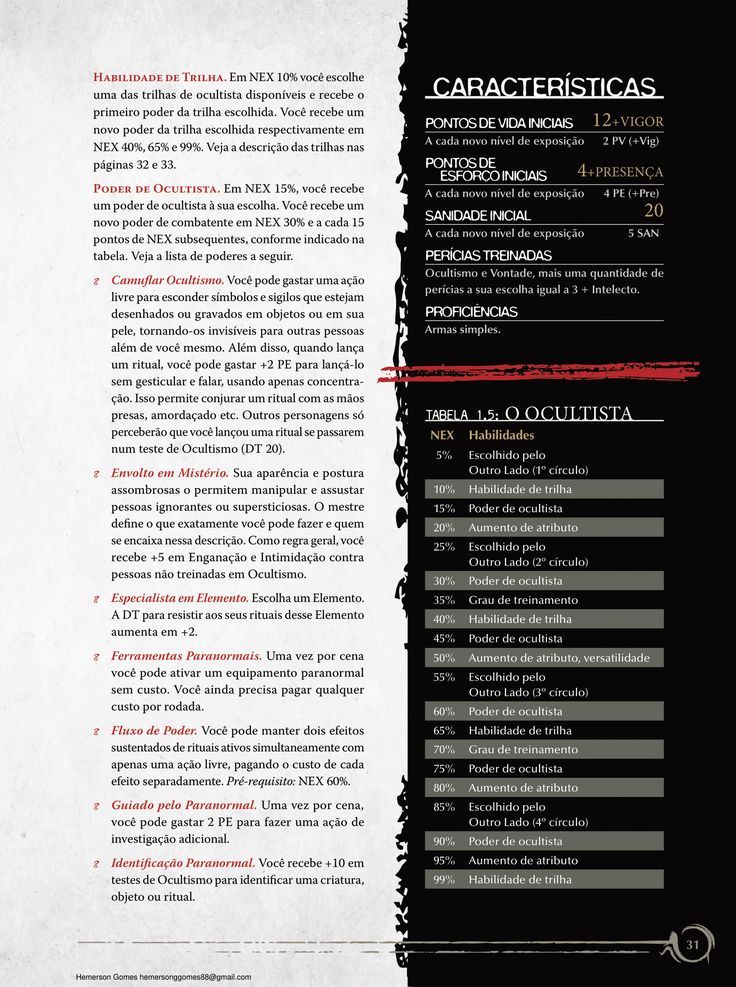 Habilidade de Trilha. Em NEX 10% você escolhe
uma das trilhas de ocultista disponíveis e recebe o
primeiro poder da trilha escolhida. Você recebe um
novo poder da trilha escolhida respectivamente em
NEX 40%, 65% e 99%. Veja a descrição das trilhas nas
páginas 32 e 33.
Poder de Ocultista. Em NEX 15%, você recebe
um poder de ocultista à sua escolha. Você recebe um
novo poder de combatente em NEX 30% e a cada 15
pontos de NEX subsequentes, conforme indicado na
tabela. Veja a lista de poderes a seguir.
Camuflar Ocultismo. Você pode gastar uma ação
livre para esconder símbolos e sigilos que estejam
desenhados ou gravados em objetos ou em sua
pele, tornando-os invisíveis para outras pessoas
além de você mesmo. Além disso, quando lança
um ritual, você pode gastar +2 PE para lançá-lo
sem gesticular e falar, usando apenas concentra-
ção. Isso permite conjurar um ritual com as mãos
presas, amordaçado etc. Outros personagens só
perceberão que você lançou uma ritual se passarem
num teste de Ocultismo (DT 20).
Envolto em Mistério. Sua aparência e postura
assombrosas o permitem manipular e assustar
pessoas ignorantes ou supersticiosas. O mestre
define o que exatamente você pode fazer e quem
se encaixa nessa descrição. Como regra geral, você
recebe +5 em Enganação e Intimidação contra
pessoas não treinadas em Ocultismo.
Especialista em Elemento. Escolha um Elemento.
A DT para resistir aos seus rituais desse Elemento
aumenta em +2.
Ferramentas Paranormais. Uma vez por cena
você pode ativar um equipamento paranormal
sem custo. Você ainda precisa pagar qualquer
custo por rodada.
Fluxo de Poder. Você pode manter dois efeitos
sustentados de rituais ativos simultaneamente com
apenas uma ação livre, pagando o custo de cada
efeito separadamente. Pré-requisito: NEX 60%.
Guiado pelo Paranormal. Uma vez por cena,
você pode gastar 2 PE para fazer uma ação de
investigação adicional.
Identificação Paranormal. Você recebe +10 em
testes de Ocultismo para identificar uma criatura,
objeto ou ritual.
CARACTERÍSTICAS
PONTOS DE VIDA INICIAIS 12+VIGOR
A cada novo nível de exposição 2 PV (+Vig)
PONTOS DE
ESFORÇO INICIAIS 4+PRESENÇA
A cada novo nível de exposição 4 PE (+Pre)
SANIDADE INICIAL 20
A cada novo nível de exposição 5 SAN
PERÍCIAS TREINADAS
Ocultismo e Vontade, mais uma quantidade de
perícias a sua escolha igual a 3 + Intelecto.
PROFICIÊNCIAS
Armas simples.
TABELA 1.5: O OCULTISTA
NEX Habilidades
5% Escolhido pelo
Outro Lado (1º círculo)
10% Habilidade de trilha
15% Poder de ocultista
20% Aumento de atributo
25% Escolhido pelo
Outro Lado (2º círculo)
30% Poder de ocultista
35% Grau de treinamento
40% Habilidade de trilha
45% Poder de ocultista
50% Aumento de atributo, versatilidade
55% Escolhido pelo
Outro Lado (3º círculo)
60% Poder de ocultista
65% Habilidade de trilha
70% Grau de treinamento
75% Poder de ocultista
80% Aumento de atributo
85% Escolhido pelo
Outro Lado (4º círculo)
90% Poder de ocultista
95% Aumento de atributo
99% Habilidade de trilha
31
Hemerson Gomes hemersonggomes88@gmail.com